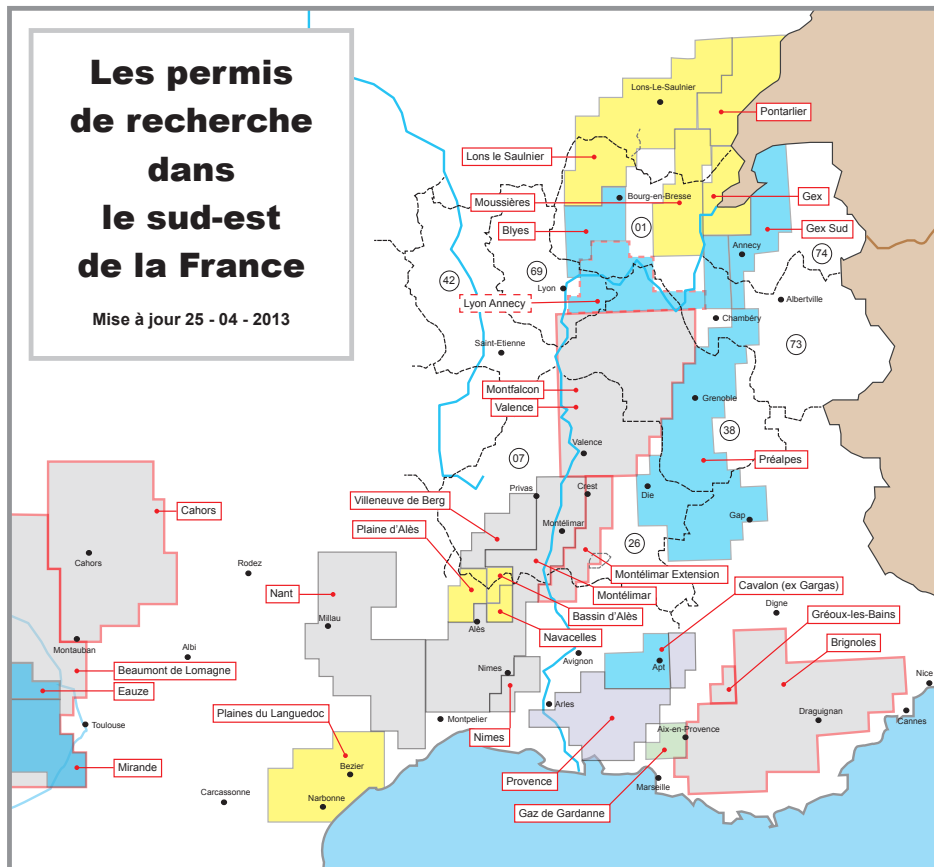 Les permis
de recherche
dans
le sud-est
de la France
Mise à jour 25 - 04 - 2013
Lons-Le-Saulnier
Pontarlier
Lons le Saulnier
Moussières
Bourg-en-Bresse
Gex
Blyes
01
Gex Sud
Annecy
74
42
69
Lyon
Lyon Annecy
Albertville
Chambéry
Saint-Etienne
73
Montfalcon
Grenoble
Valence
38
Valence
07
Préalpes
Privas
Crest
Die
Villeneuve de Berg
Cahors
Plaine d'Alès
Montélimar
Gap
26
Cahors
Rodez
Montélimar Extension
Nant
Montélimar
Cavalon (ex Gargas)
Bassin d'Alès
Digne
Millau
Alès
Navacelles
Gréoux-les-Bains
Montauban
Albi
Avignon
Apt
Brignoles
Beaumont de Lomagne
Nimes
Nice
Eauze
Arles
Toulouse
Plaines du Languedoc
Montpelier
Nimes
Draguignan
Cannes
Aix-en-Provence
Mirande
Bezier
Provence
Marseille
Carcassonne
Narbonne
Gaz de Gardanne